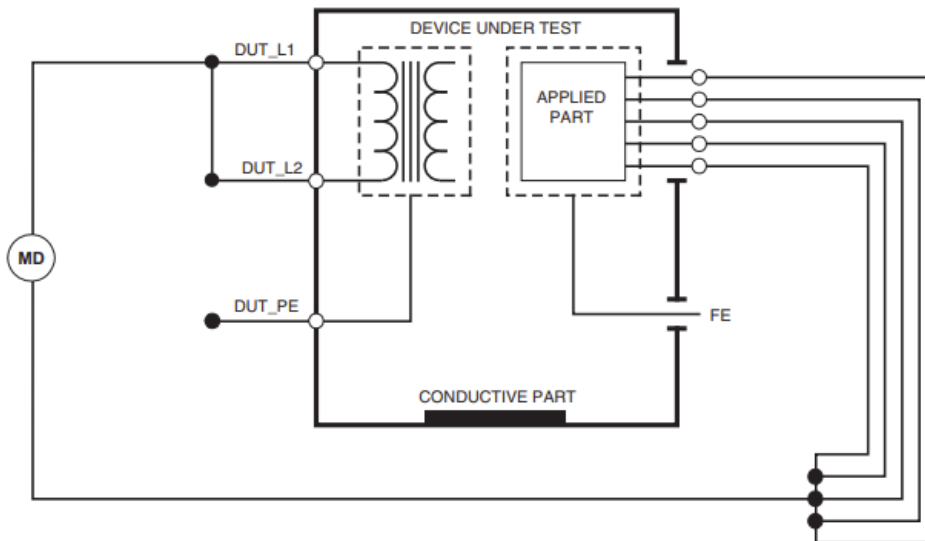 DEVICE UNDER TEST
DUT_L1
APPLIED
PART
DUT_L2
MD
DUT_PE
FE
CONDUCTIVE PART